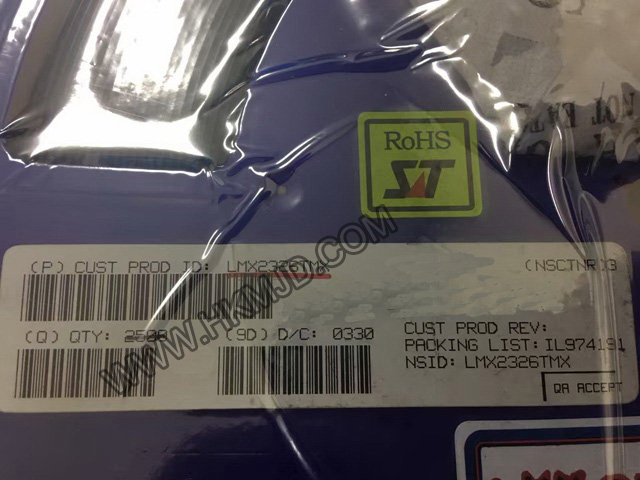 RoHS
(P) CUST PROD ID: LMX2326TMX
(NSCTNR)3
(Q) QTY: 2500
(9D) D/C: 0330
CUST PROD REV:
PACKING LIST: IL974191
NSID: LMX2326TMX
QA ACCEPT
WWW.HKMJD.COM